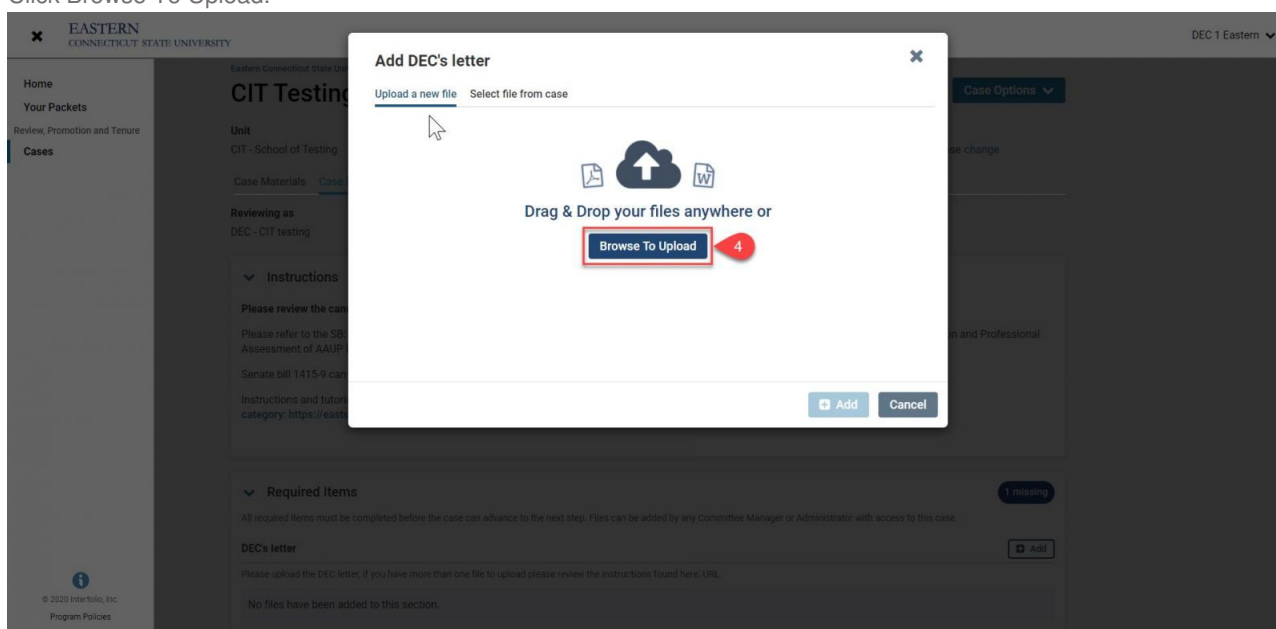 Click Browse To Upload.
EASTERN
CONNECTICUT STATE UNIVERSITY
DEC 1 Eastern
Home
Your Packets
Review, Promotion and Tenure
Cases
Eastern Connecticut State Uni
CIT Testing
Case Options
Unit
CIT - School of Testing
se change
Case Materials Case
Reviewing as
DEC - CIT testing
Add DEC's letter
Upload a new file Select file from case
W
Drag & Drop your files anywhere or
Browse To Upload 4
Add Cancel
Instructions
Please review the can
Please refer to the SB: n and Professional
Assessment of AAUP
Senate bill 1415-9 can
Instructions and tutori
category: https://easte
Required Items 1 missing
All required items must be completed before the case can advance to the next step. Files can be added by any Committee Manager or Administrator with access to this case.
DEC's letter Add
Please upload the DEC letter, if you have more than one file to upload please review the instructions found here; URL.
No files have been added to this section.
© 2020 Interfolio, Inc.
Program Policies